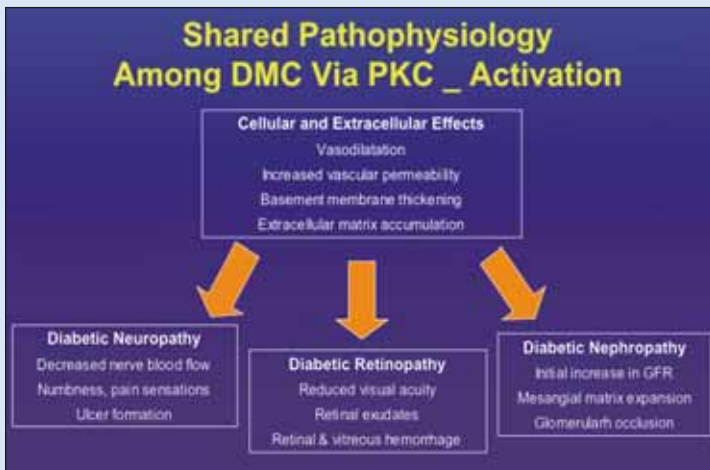 Shared Pathophysiology
Among DMC Via PKC _ Activation
Cellular and Extracellular Effects
Vasodilatation
Increased vascular permeability
Basement membrane thickening
Extracellular matrix accumulation
Diabetic Neuropathy
Decreased nerve blood flow
Numbness, pain sensations
Ulcer formation
Diabetic Retinopathy
Reduced visual acuity
Retinal exudates
Retinal & vitreous hemorrhage
Diabetic Nephropathy
Initial increase in GFR
Mesangial matrix expansion
Glomerularh occlusion